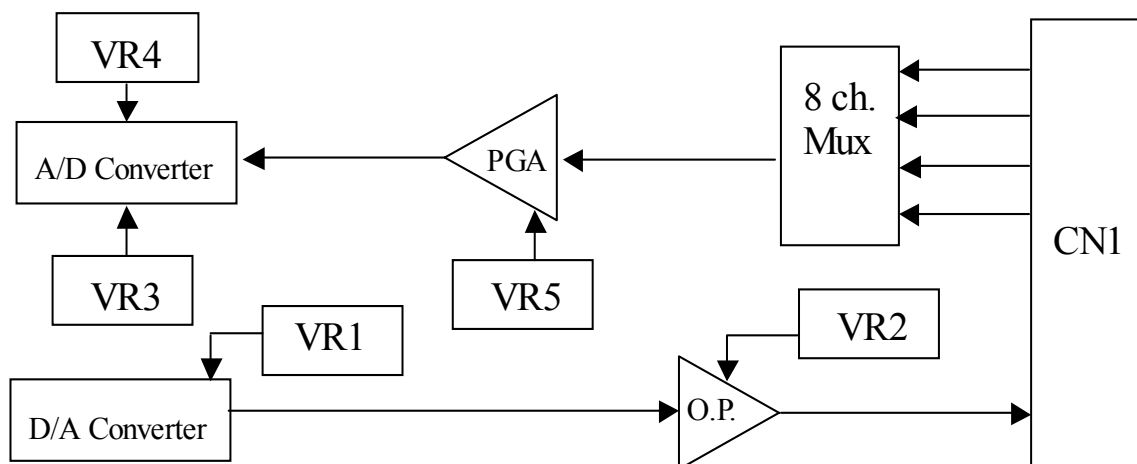 VR4
8 ch.
Mux
A/D Converter
PGA
CN1
VR3
VR5
VR1
VR2
D/A Converter
O.P.